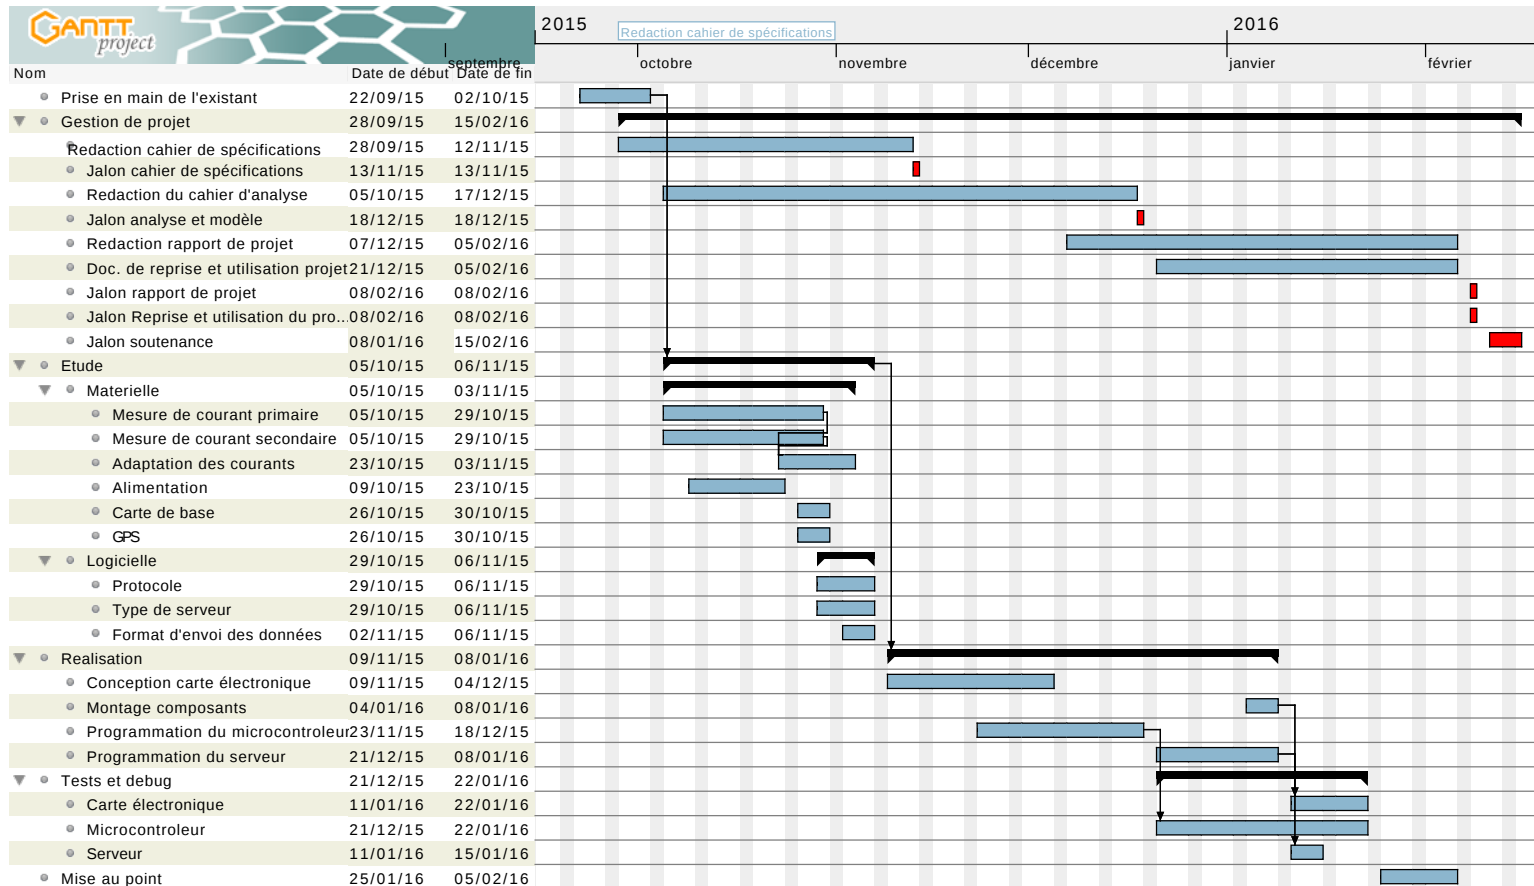 GANTT
project
2015
Redaction cahier de spécifications
2016
septembre
octobre
novembre
décembre
janvier
février
Nom Date de début Date de fin
Prise en main de l'existant 22/09/15 02/10/15
Gestion de projet 28/09/15 15/02/16
Redaction cahier de spécifications 28/09/15 12/11/15
Jalon cahier de spécifications 13/11/15 13/11/15
Redaction du cahier d'analyse 05/10/15 17/12/15
Jalon analyse et modèle 18/12/15 18/12/15
Redaction rapport de projet 07/12/15 05/02/16
Doc. de reprise et utilisation projet 21/12/15 05/02/16
Jalon rapport de projet 08/02/16 08/02/16
Jalon Reprise et utilisation du pro... 08/02/16 08/02/16
Jalon soutenance 08/01/16 15/02/16
Etude 05/10/15 06/11/15
Materielle 05/10/15 03/11/15
Mesure de courant primaire 05/10/15 29/10/15
Mesure de courant secondaire 05/10/15 29/10/15
Adaptation des courants 23/10/15 03/11/15
Alimentation 09/10/15 23/10/15
Carte de base 26/10/15 30/10/15
GPS 26/10/15 30/10/15
Logicielle 29/10/15 06/11/15
Protocole 29/10/15 06/11/15
Type de serveur 29/10/15 06/11/15
Format d'envoi des données 02/11/15 06/11/15
Realisation 09/11/15 08/01/16
Conception carte électronique 09/11/15 04/12/15
Montage composants 04/01/16 08/01/16
Programmation du microcontroleur 23/11/15 18/12/15
Programmation du serveur 21/12/15 08/01/16
Tests et debug 21/12/15 22/01/16
Carte électronique 11/01/16 22/01/16
Microcontroleur 21/12/15 22/01/16
Serveur 11/01/16 15/01/16
Mise au point 25/01/16 05/02/16